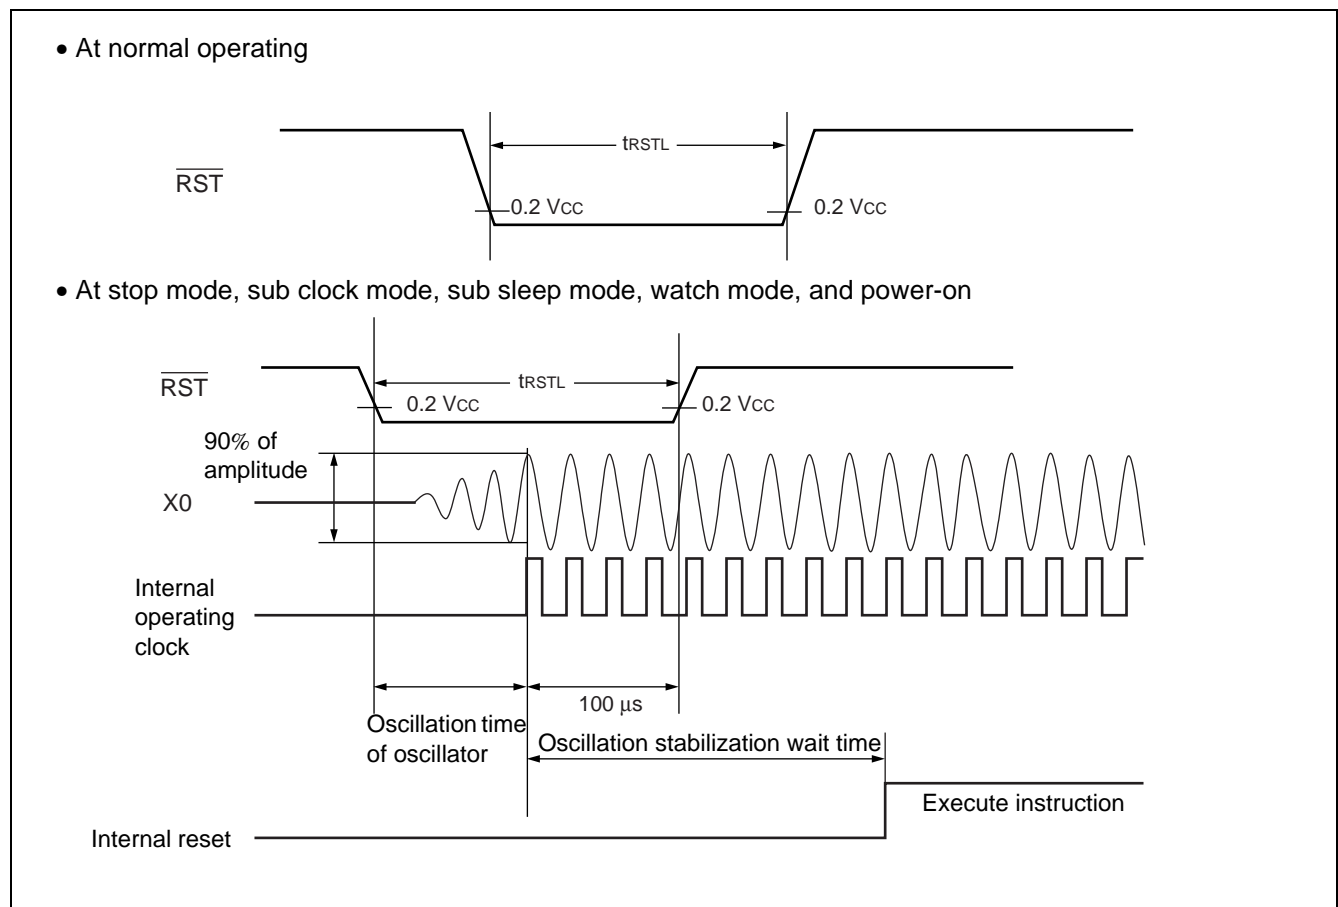 • At normal operating
tRSTL
RST
0.2 VCC
0.2 VCC
• At stop mode, sub clock mode, sub sleep mode, watch mode, and power-on
RST
tRSTL
0.2 VCC
0.2 VCC
90% of
amplitude
X0
Internal
operating
clock
100 μs
Oscillation time
of oscillator
Oscillation stabilization wait time
Execute instruction
Internal reset